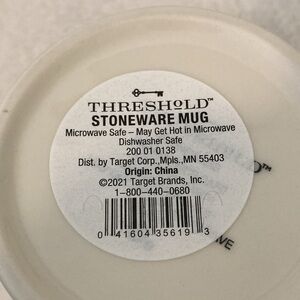 THRESHOLD™
STONEWARE MUG
Microwave Safe – May Get Hot in Microwave
Dishwasher Safe
200 01 0138
Dist. by Target Corp.,Mpls.,MN 55403
Origin: China
©2021 Target Brands, Inc.
1-800-440-0680
0 41604 35619 3